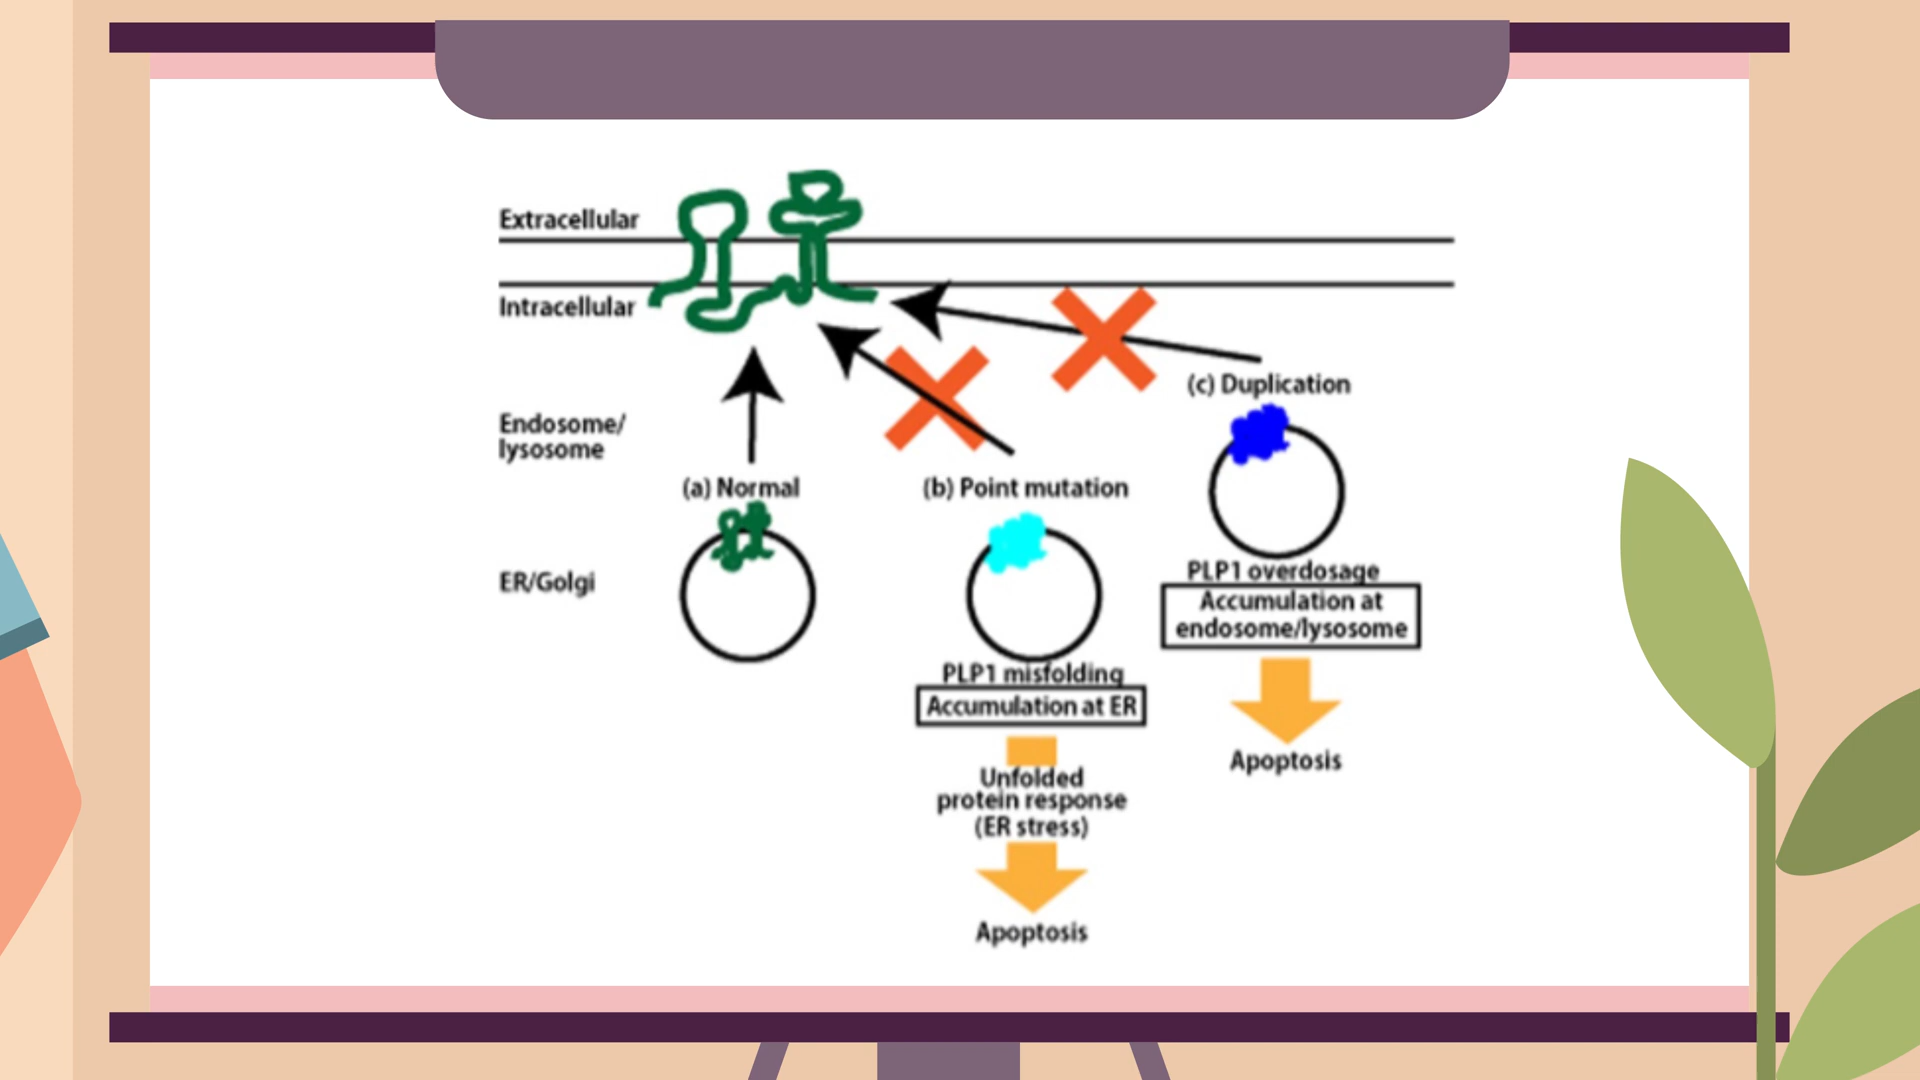 Extracellular
Intracellular
(c) Duplication
Endosome/
lysosome
(a) Normal
(b) Point mutation
ER/Golgi
PLP1 overdosage
Accumulation at
endosome/lysosome
PLP1 misfolding
Accumulation at ER
Apoptosis
Unfolded
protein response
(ER stress)
Apoptosis